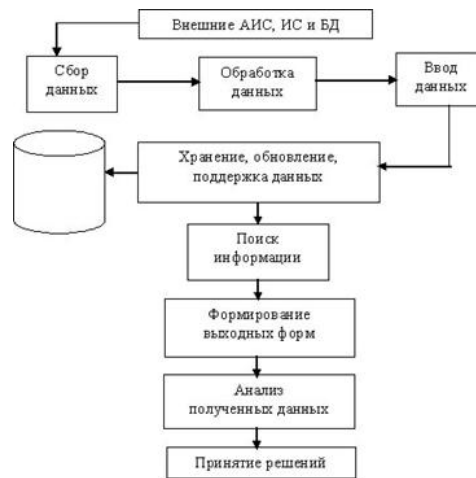 Внешние АИС, ИС и БД
Сбор
данных
Обработка
данных
Ввод
данных
Хранение, обновление,
поддержка данных
Поиск
информации
Формирование
выходных форм
Анализ
полученных данных
Принятие решений